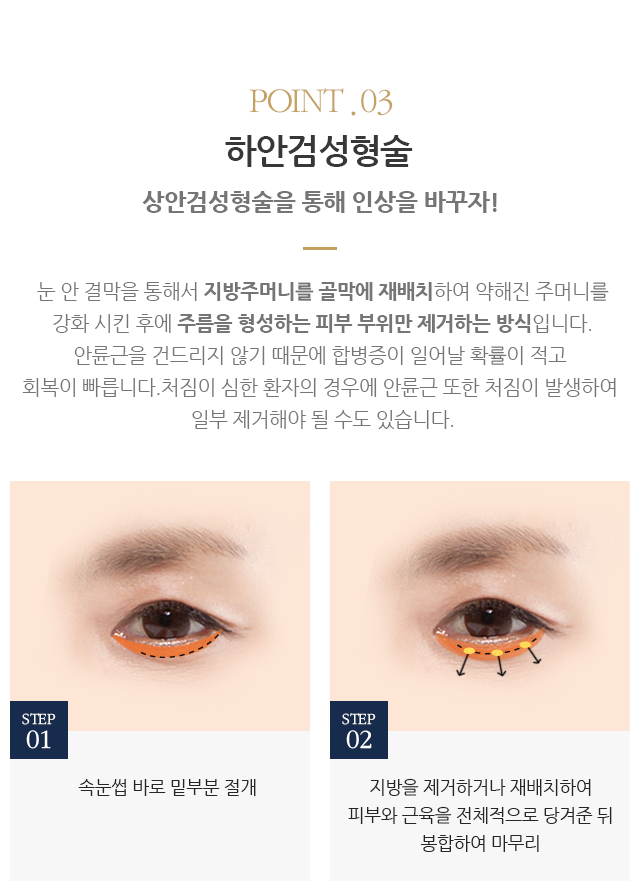 POINT .03
하안검성형술
상안검성형술을 통해 인상을 바꾸자!
눈 안 결막을 통해서 지방주머니를 골막에 재배치하여 약해진 주머니를
강화 시킨 후에 주름을 형성하는 피부 부위만 제거하는 방식입니다.
안륜근을 건드리지 않기 때문에 합병증이 일어날 확률이 적고
회복이 빠릅니다.처짐이 심한 환자의 경우에 안륜근 또한 처짐이 발생하여
일부 제거해야 될 수도 있습니다.
STEP
01
속눈썹 바로 밑부분 절개
STEP
02
지방을 제거하거나 재배치하여
피부와 근육을 전체적으로 당겨준 뒤
봉합하여 마무리